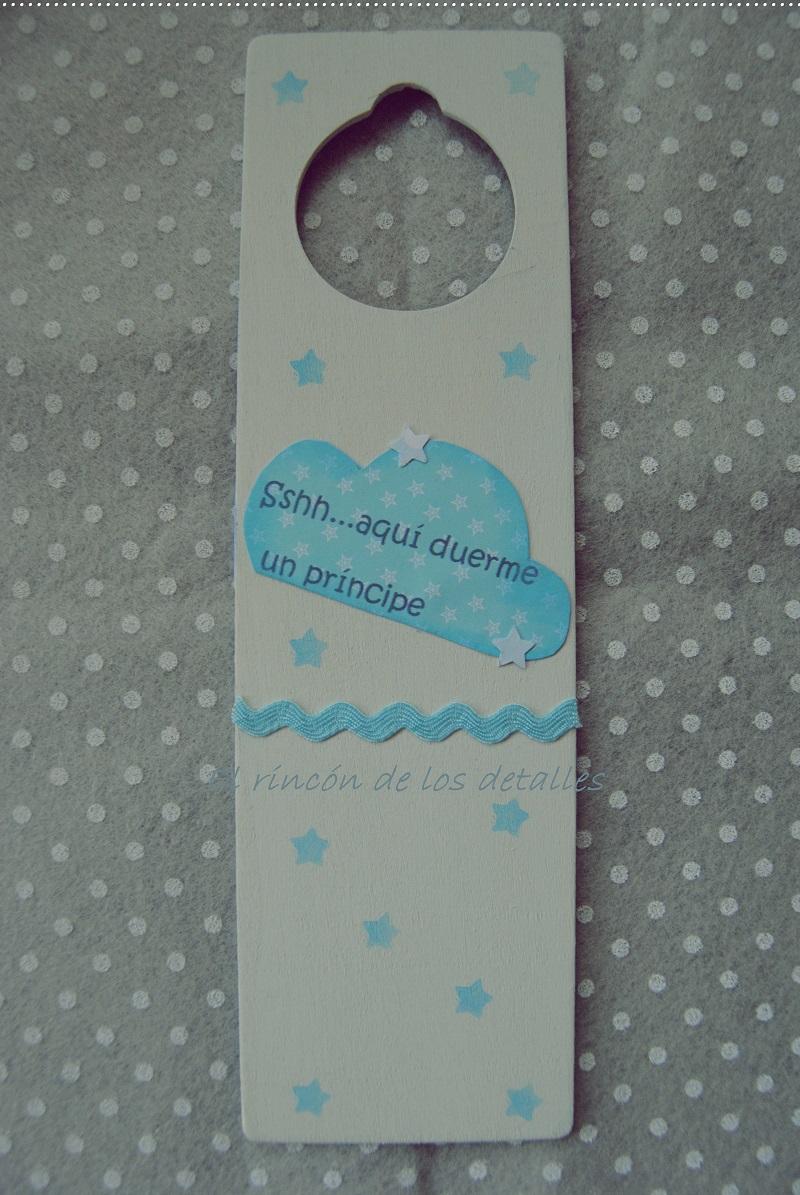 Sshh...aquí duerme
un príncipe
El rincón de los detalles